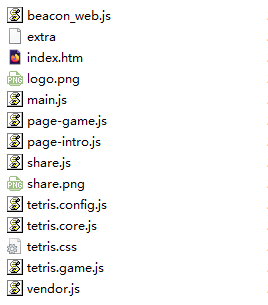 beacon_web.js
extra
index.htm
logo.png
main.js
page-game.js
page-intro.js
share.js
share.png
tetris.config.js
tetris.core.js
tetris.css
tetris.game.js
vendor.js